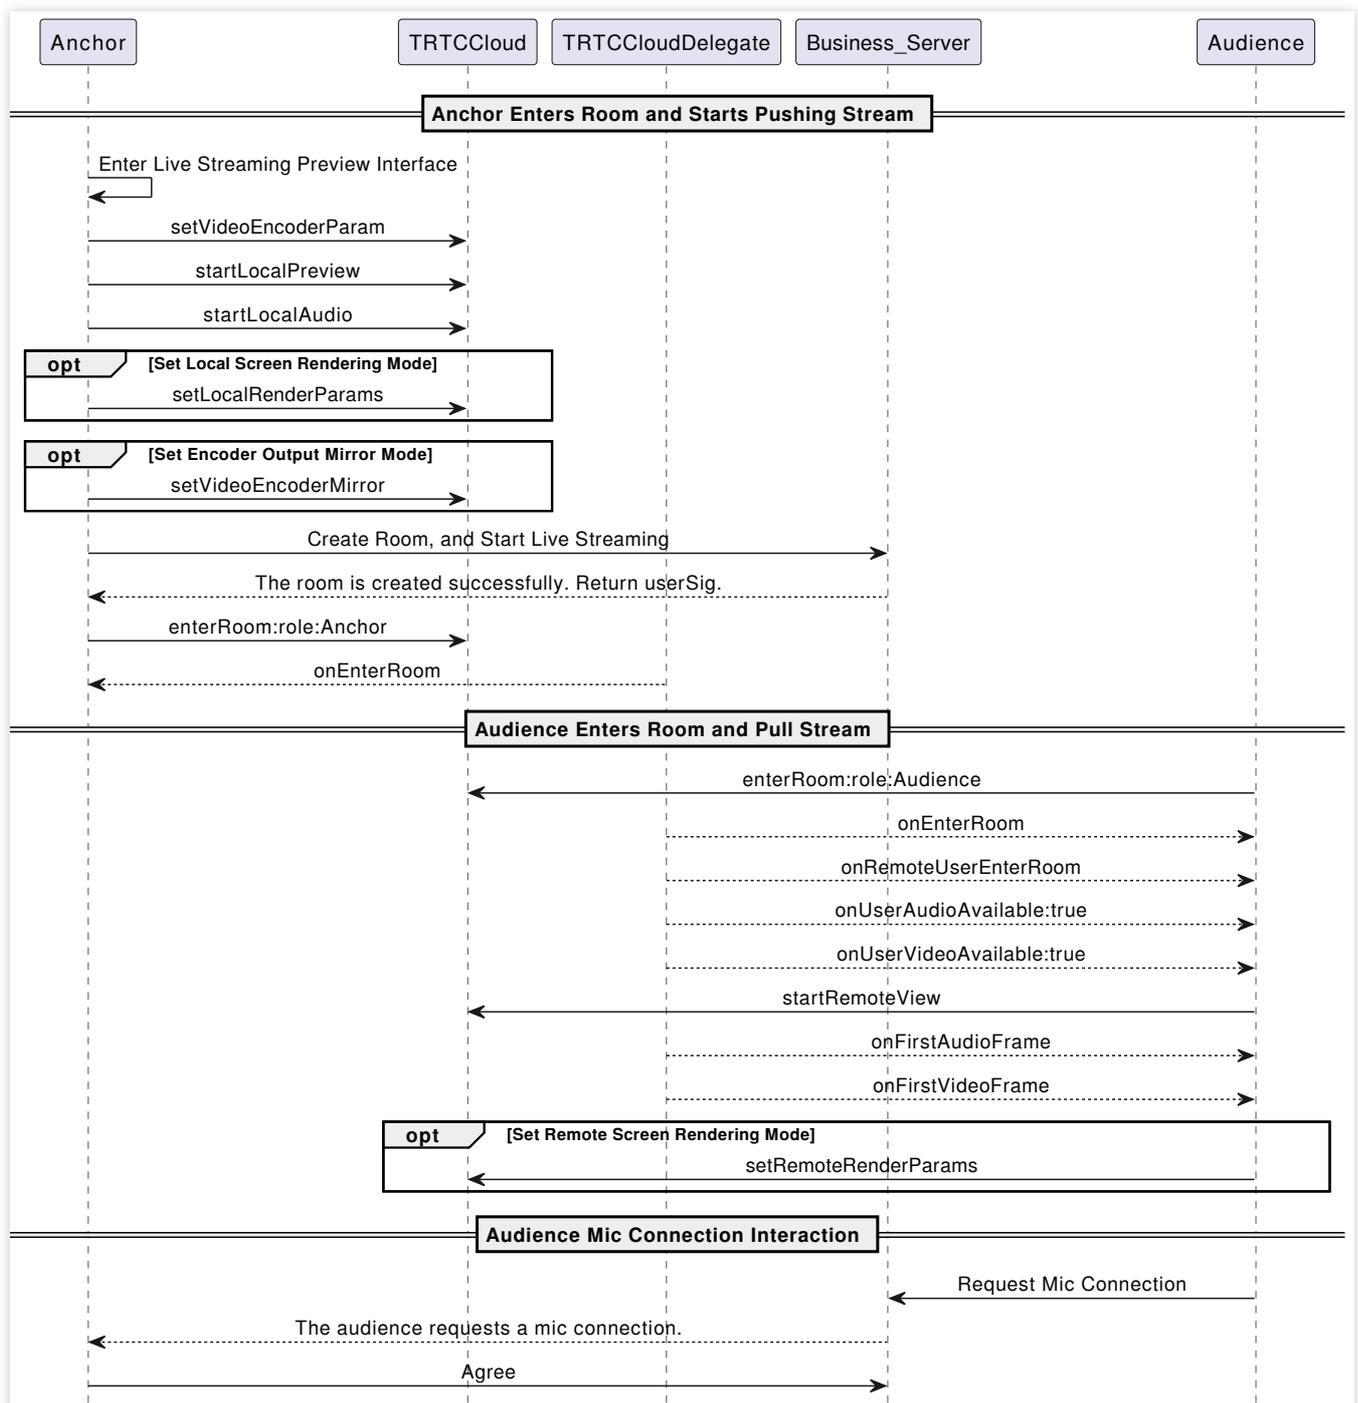 Anchor
TRTCCloud
TRTCCloudDelegate
Business_Server
Audience
Anchor Enters Room and Starts Pushing Stream
Enter Live Streaming Preview Interface
setVideoEncoderParam
startLocalPreview
startLocalAudio
opt [Set Local Screen Rendering Mode]
setLocalRenderParams
opt [Set Encoder Output Mirror Mode]
setVideoEncoderMirror
Create Room, and Start Live Streaming
The room is created successfully. Return userSig.
enterRoom:role:Anchor
onEnterRoom
Audience Enters Room and Pull Stream
enterRoom:role:Audience
onEnterRoom
onRemoteUserEnterRoom
onUserAudioAvailable:true
onUserVideoAvailable:true
startRemoteView
onFirstAudioFrame
onFirstVideoFrame
opt [Set Remote Screen Rendering Mode]
setRemoteRenderParams
Audience Mic Connection Interaction
Request Mic Connection
The audience requests a mic connection.
Agree